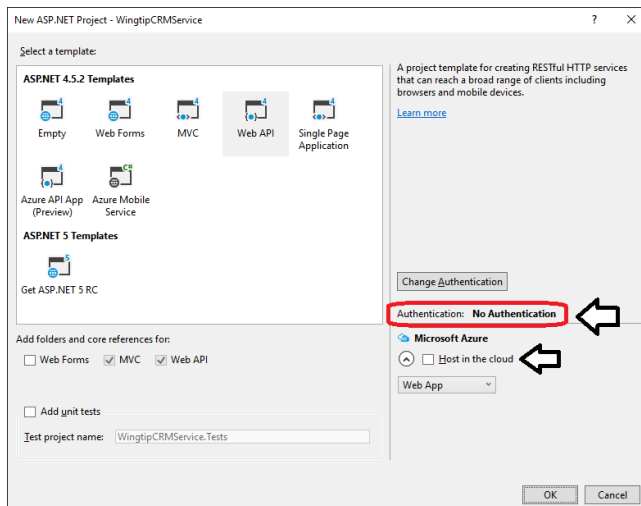 New ASP.NET Project - WingtipCRMService
? X
Select a template:
ASP.NET 4.5.2 Templates
Empty
Web Forms
MVC
Web API
Single Page
Application
Azure API App
(Preview)
Azure Mobile
Service
ASP.NET 5 Templates
Get ASP.NET 5 RC
A project template for creating RESTful HTTP services
that can reach a broad range of clients including
browsers and mobile devices.
Learn more
Change Authentication
Authentication: No Authentication
Microsoft Azure
Host in the cloud
Web App
Add folders and core references for:
Web Forms MVC Web API
Add unit tests
Test project name: WingtipCRMService.Tests
OK Cancel